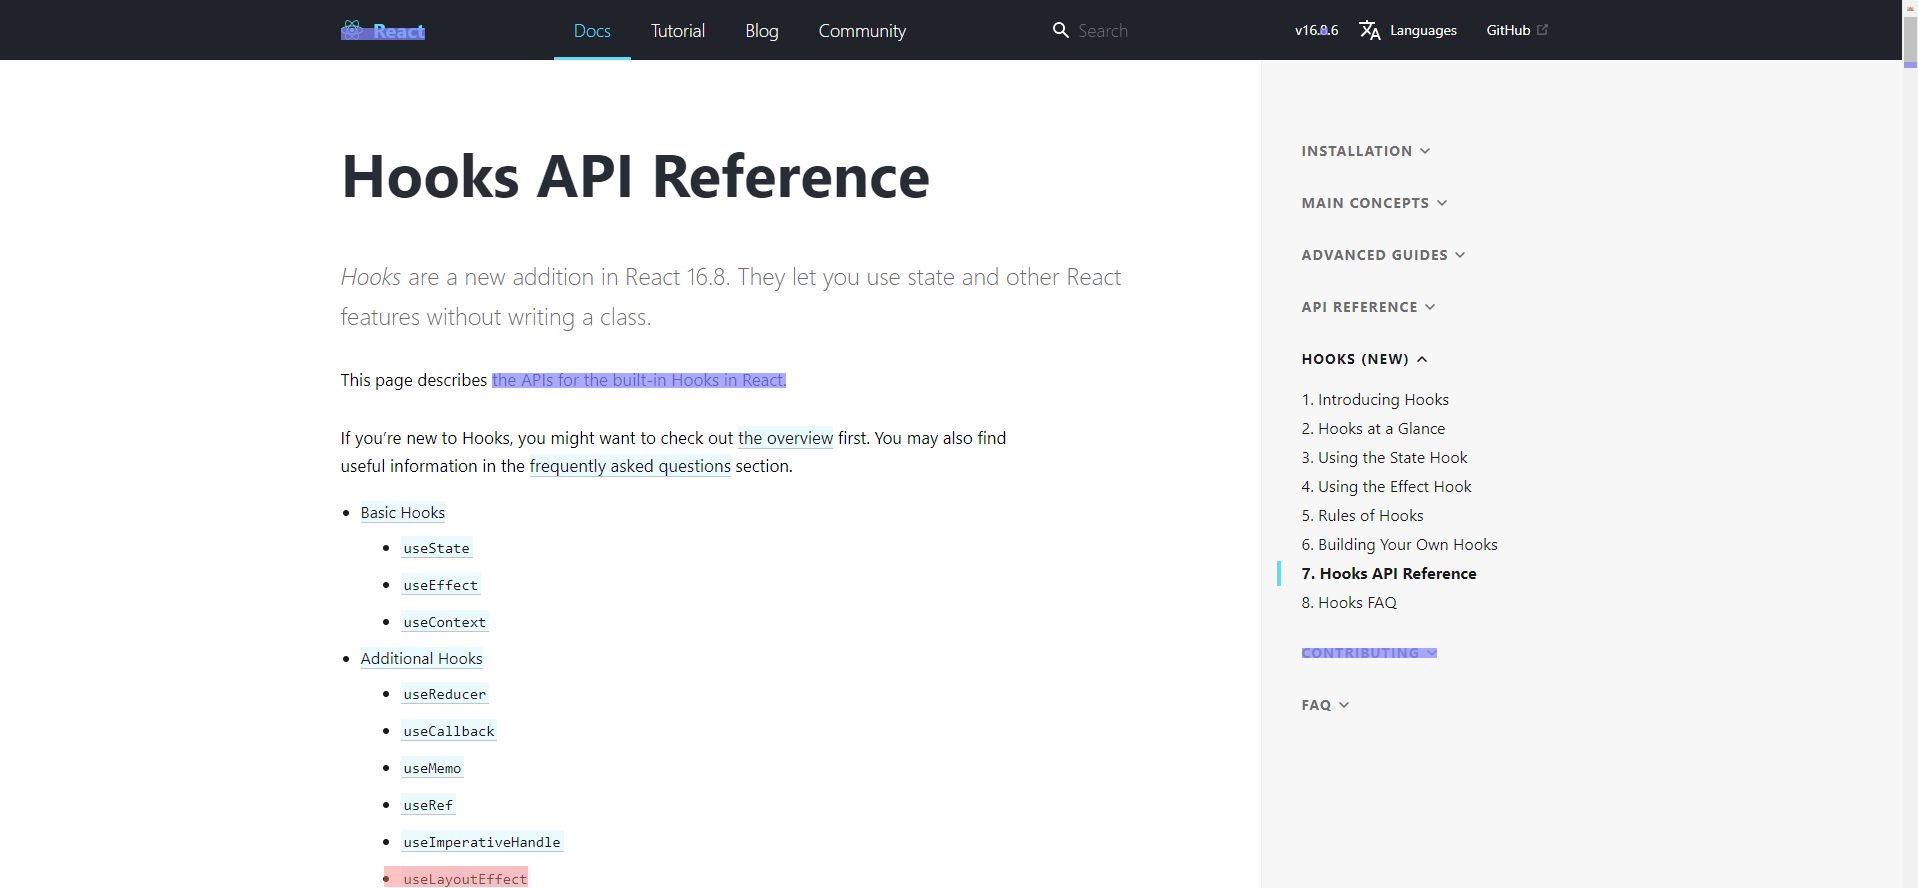 React
Docs
Tutorial
Blog
Community
Search
v16.8.6
Languages
GitHub
Hooks API Reference
Hooks are a new addition in React 16.8. They let you use state and other React
features without writing a class.
This page describes the APIs for the built-in Hooks in React.
If you’re new to Hooks, you might want to check out the overview first. You may also find
useful information in the frequently asked questions section.
Basic Hooks
useState
useEffect
useContext
Additional Hooks
useReducer
useCallback
useMemo
useRef
useImperativeHandle
useLayoutEffect
INSTALLATION
MAIN CONCEPTS
ADVANCED GUIDES
API REFERENCE
HOOKS (NEW)
1. Introducing Hooks
2. Hooks at a Glance
3. Using the State Hook
4. Using the Effect Hook
5. Rules of Hooks
6. Building Your Own Hooks
7. Hooks API Reference
8. Hooks FAQ
CONTRIBUTING
FAQ